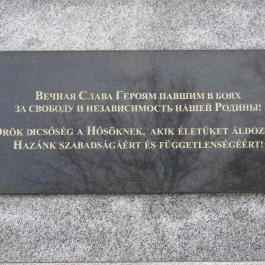 Вечная Слава Героям павшим в боях
за свободу и независимость нашей Родины!
Örök dicsőség a Hősöknek, akik életüket áldoz
Hazánk szabadságáért és függetlenségéért!